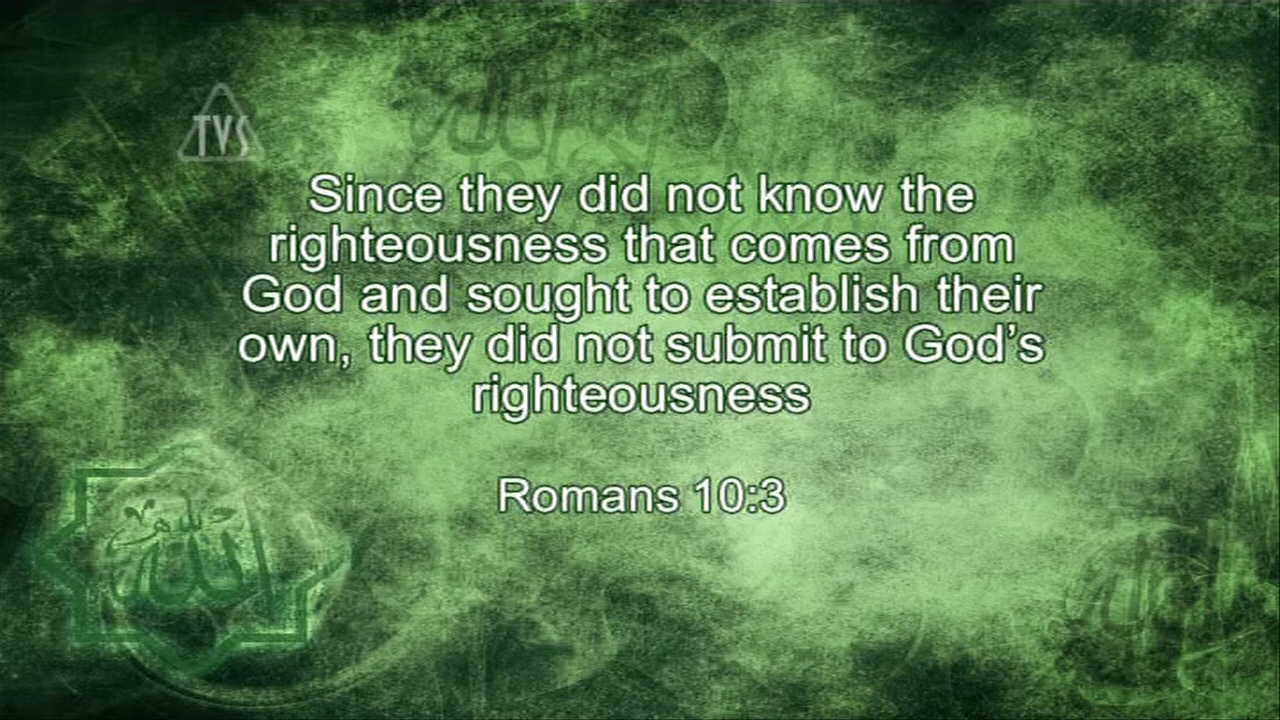 TVS
Since they did not know the
righteousness that comes from
God and sought to establish their
own, they did not submit to God’s
righteousness
Romans 10:3
الله